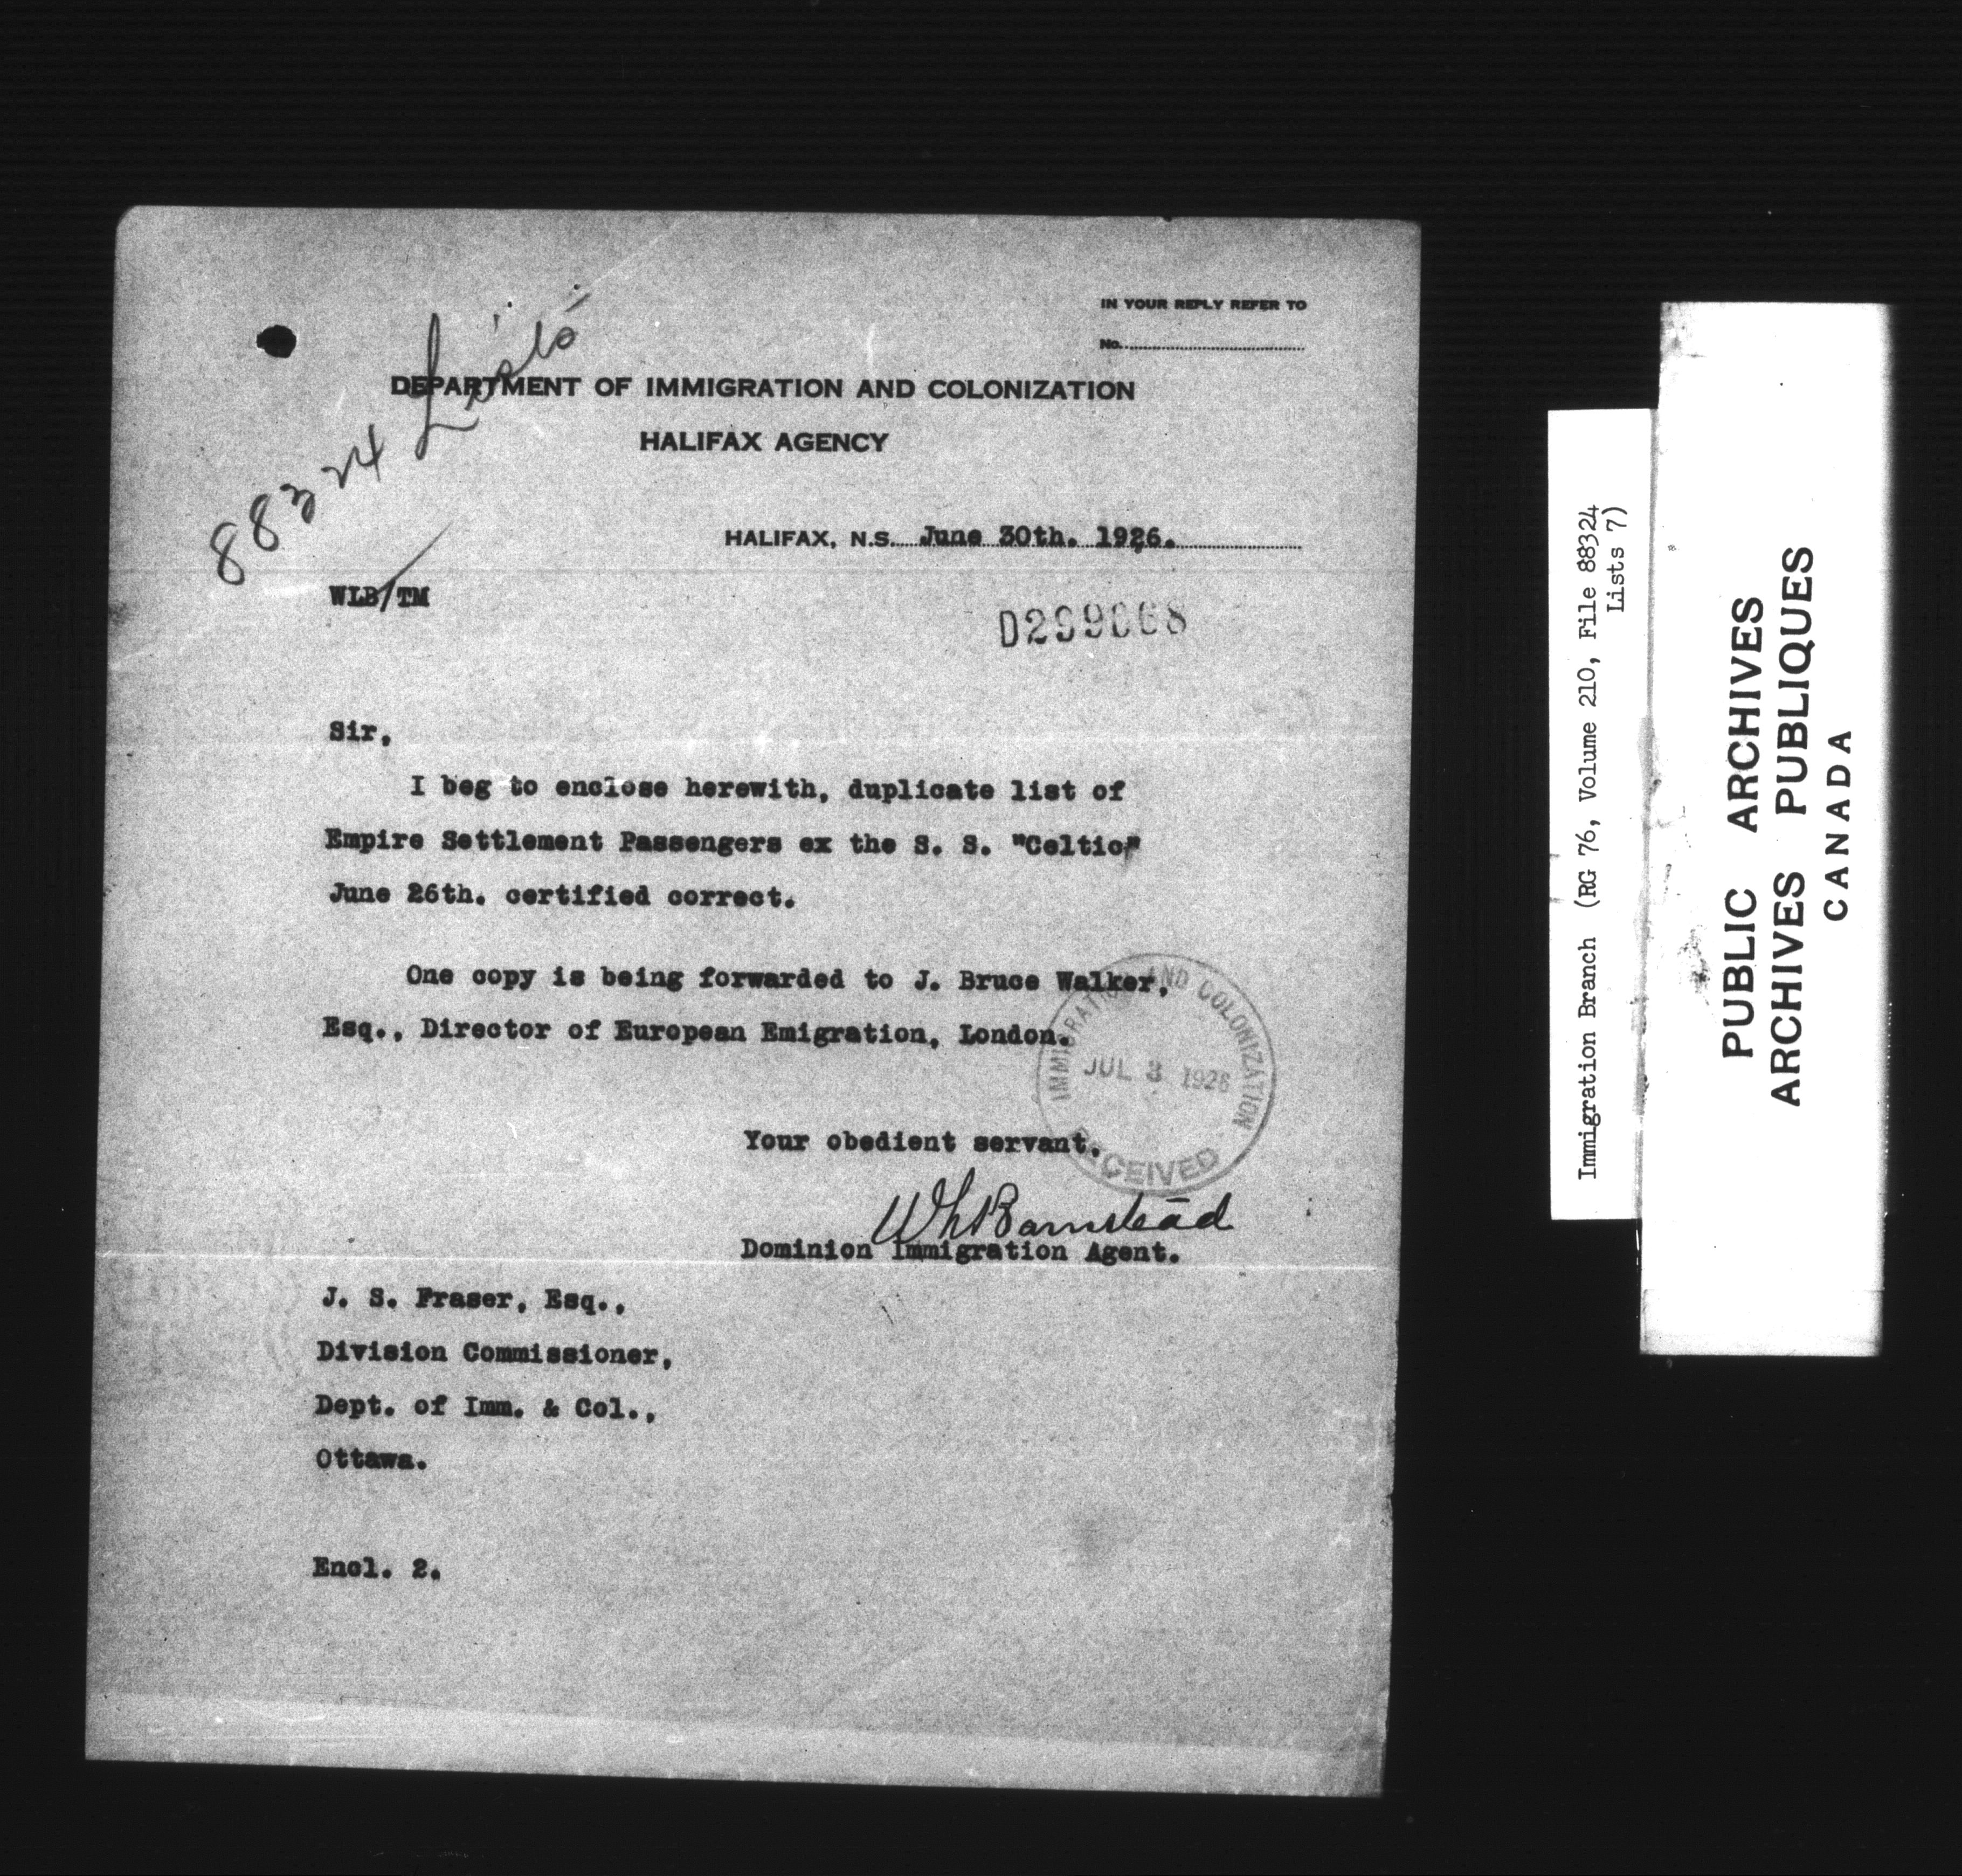 IN YOUR REPLY REFER TO
No.
88324 Lists
DEPARTMENT OF IMMIGRATION AND COLONIZATION
HALIFAX AGENCY
HALIFAX, N.S. June 30th. 1926.
WLB/TM
Sir,
I beg to enclose herewith, duplicate list of
Empire Settlement Passengers ex the S. S. "Celtic"
June 26th. certified correct.
One copy is being forwarded to J. Bruce Walker,
Esq., Director of European Emigration, London.
IMMIGRATION AND COLONIZATION
JUL 3 1926
RECEIVED
Your obedient servant,
WLBarnstead
Dominion Immigration Agent.
J. S. Fraser, Esq.,
Division Commissioner,
Dept. of Imm. & Col.,
Ottawa.
Encl. 2.
Immigration Branch (RG 76, Volume 210, File 88324
Lists 7)
PUBLIC ARCHIVES
ARCHIVES PUBLIQUES
CANADA